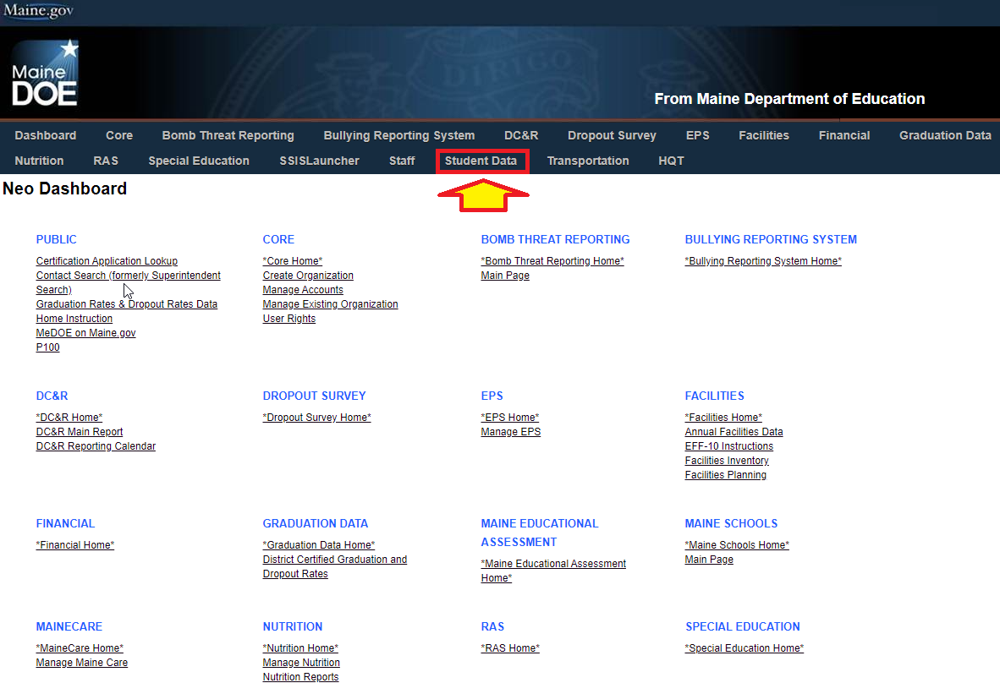 Maine.gov
DIRIGO
Maine
DOE
From Maine Department of Education
Dashboard Core Bomb Threat Reporting Bullying Reporting System DC&R Dropout Survey EPS Facilities Financial Graduation Data
Nutrition RAS Special Education SSISLauncher Staff Student Data Transportation HQT
Neo Dashboard
PUBLIC
Certification Application Lookup
Contact Search (formerly Superintendent
Search)
Graduation Rates & Dropout Rates Data
Home Instruction
MeDOE on Maine.gov
P100
CORE
*Core Home*
Create Organization
Manage Accounts
Manage Existing Organization
User Rights
BOMB THREAT REPORTING
*Bomb Threat Reporting Home*
Main Page
BULLYING REPORTING SYSTEM
*Bullying Reporting System Home*
DC&R
*DC&R Home*
DC&R Main Report
DC&R Reporting Calendar
DROPOUT SURVEY
*Dropout Survey Home*
EPS
*EPS Home*
Manage EPS
FACILITIES
*Facilities Home*
Annual Facilities Data
EFF-10 Instructions
Facilities Inventory
Facilities Planning
FINANCIAL
*Financial Home*
GRADUATION DATA
*Graduation Data Home*
District Certified Graduation and
Dropout Rates
MAINE EDUCATIONAL
ASSESSMENT
*Maine Educational Assessment
Home*
MAINE SCHOOLS
*Maine Schools Home*
Main Page
MAINECARE
*MaineCare Home*
Manage Maine Care
NUTRITION
*Nutrition Home*
Manage Nutrition
Nutrition Reports
RAS
*RAS Home*
SPECIAL EDUCATION
*Special Education Home*